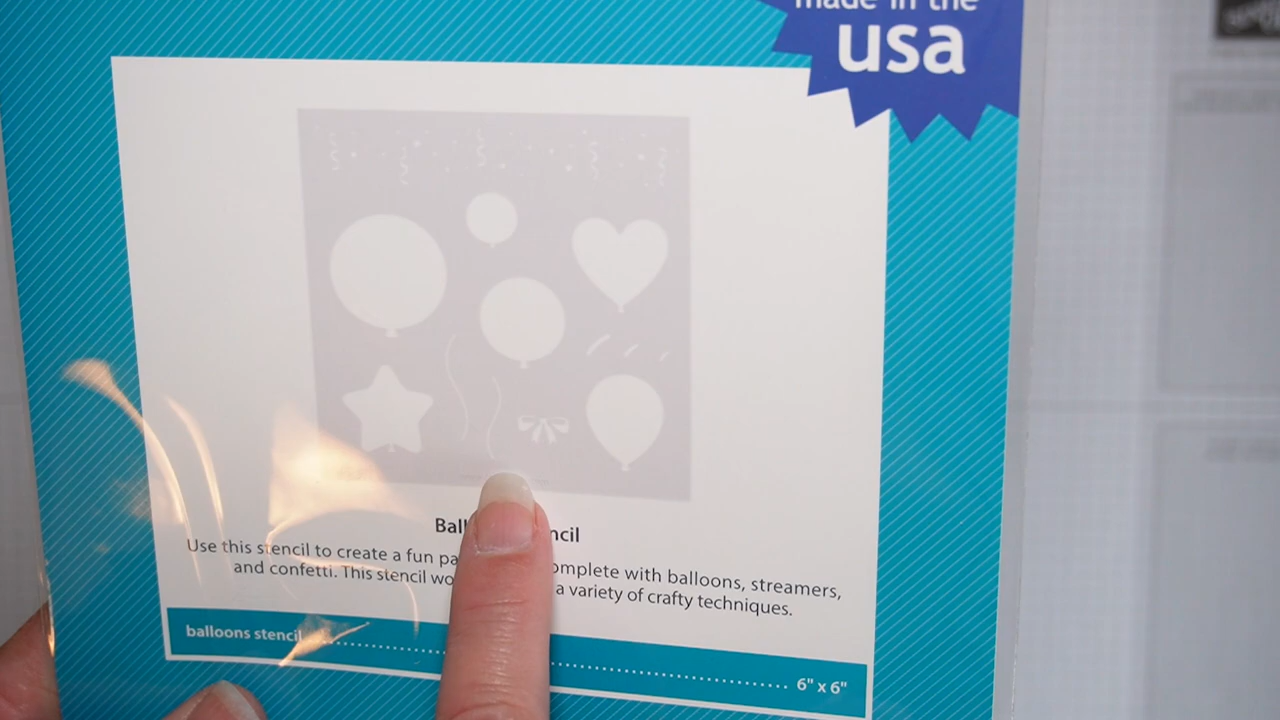 made in the
usa
Ball ncil
Use this stencil to create a fun pa omplete with balloons, streamers,
and confetti. This stencil wo a variety of crafty techniques.
balloons stencil 6" x 6"